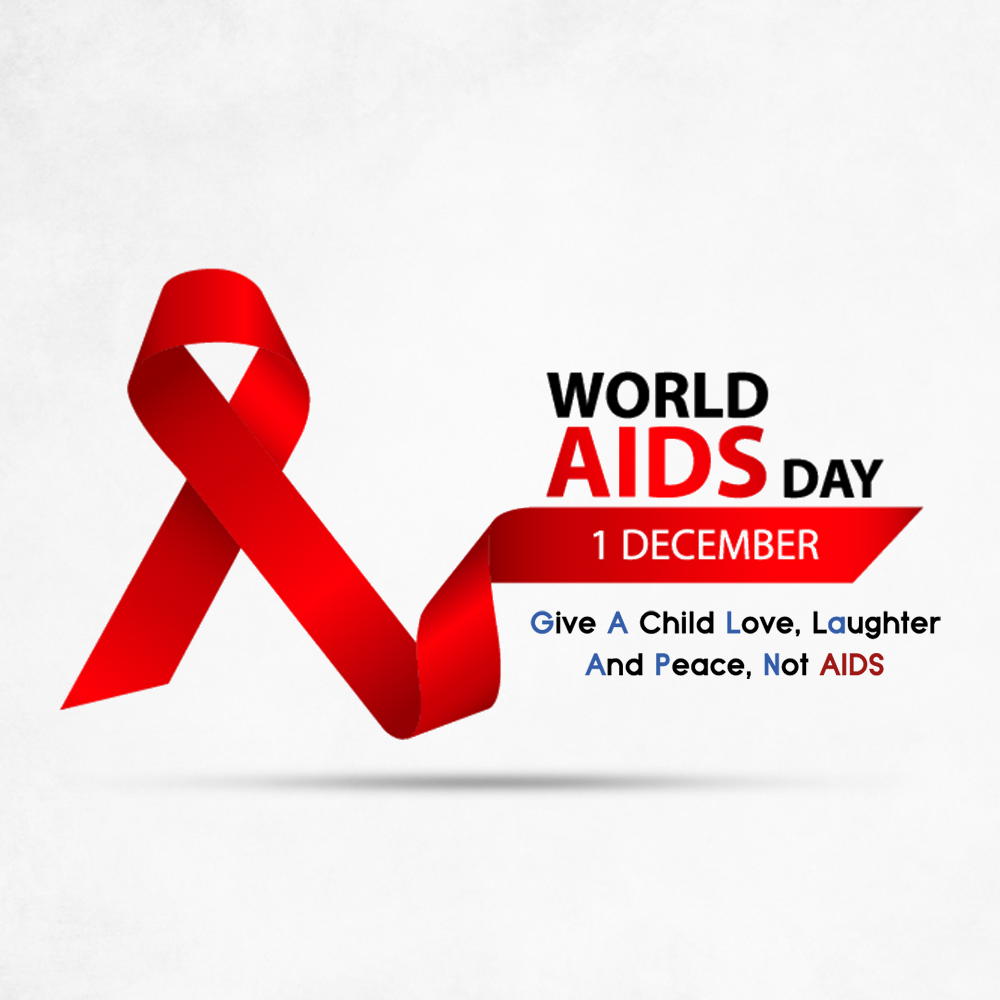 WORLD
AIDS DAY
1 DECEMBER
Give A Child Love, Laughter
And Peace, Not AIDS